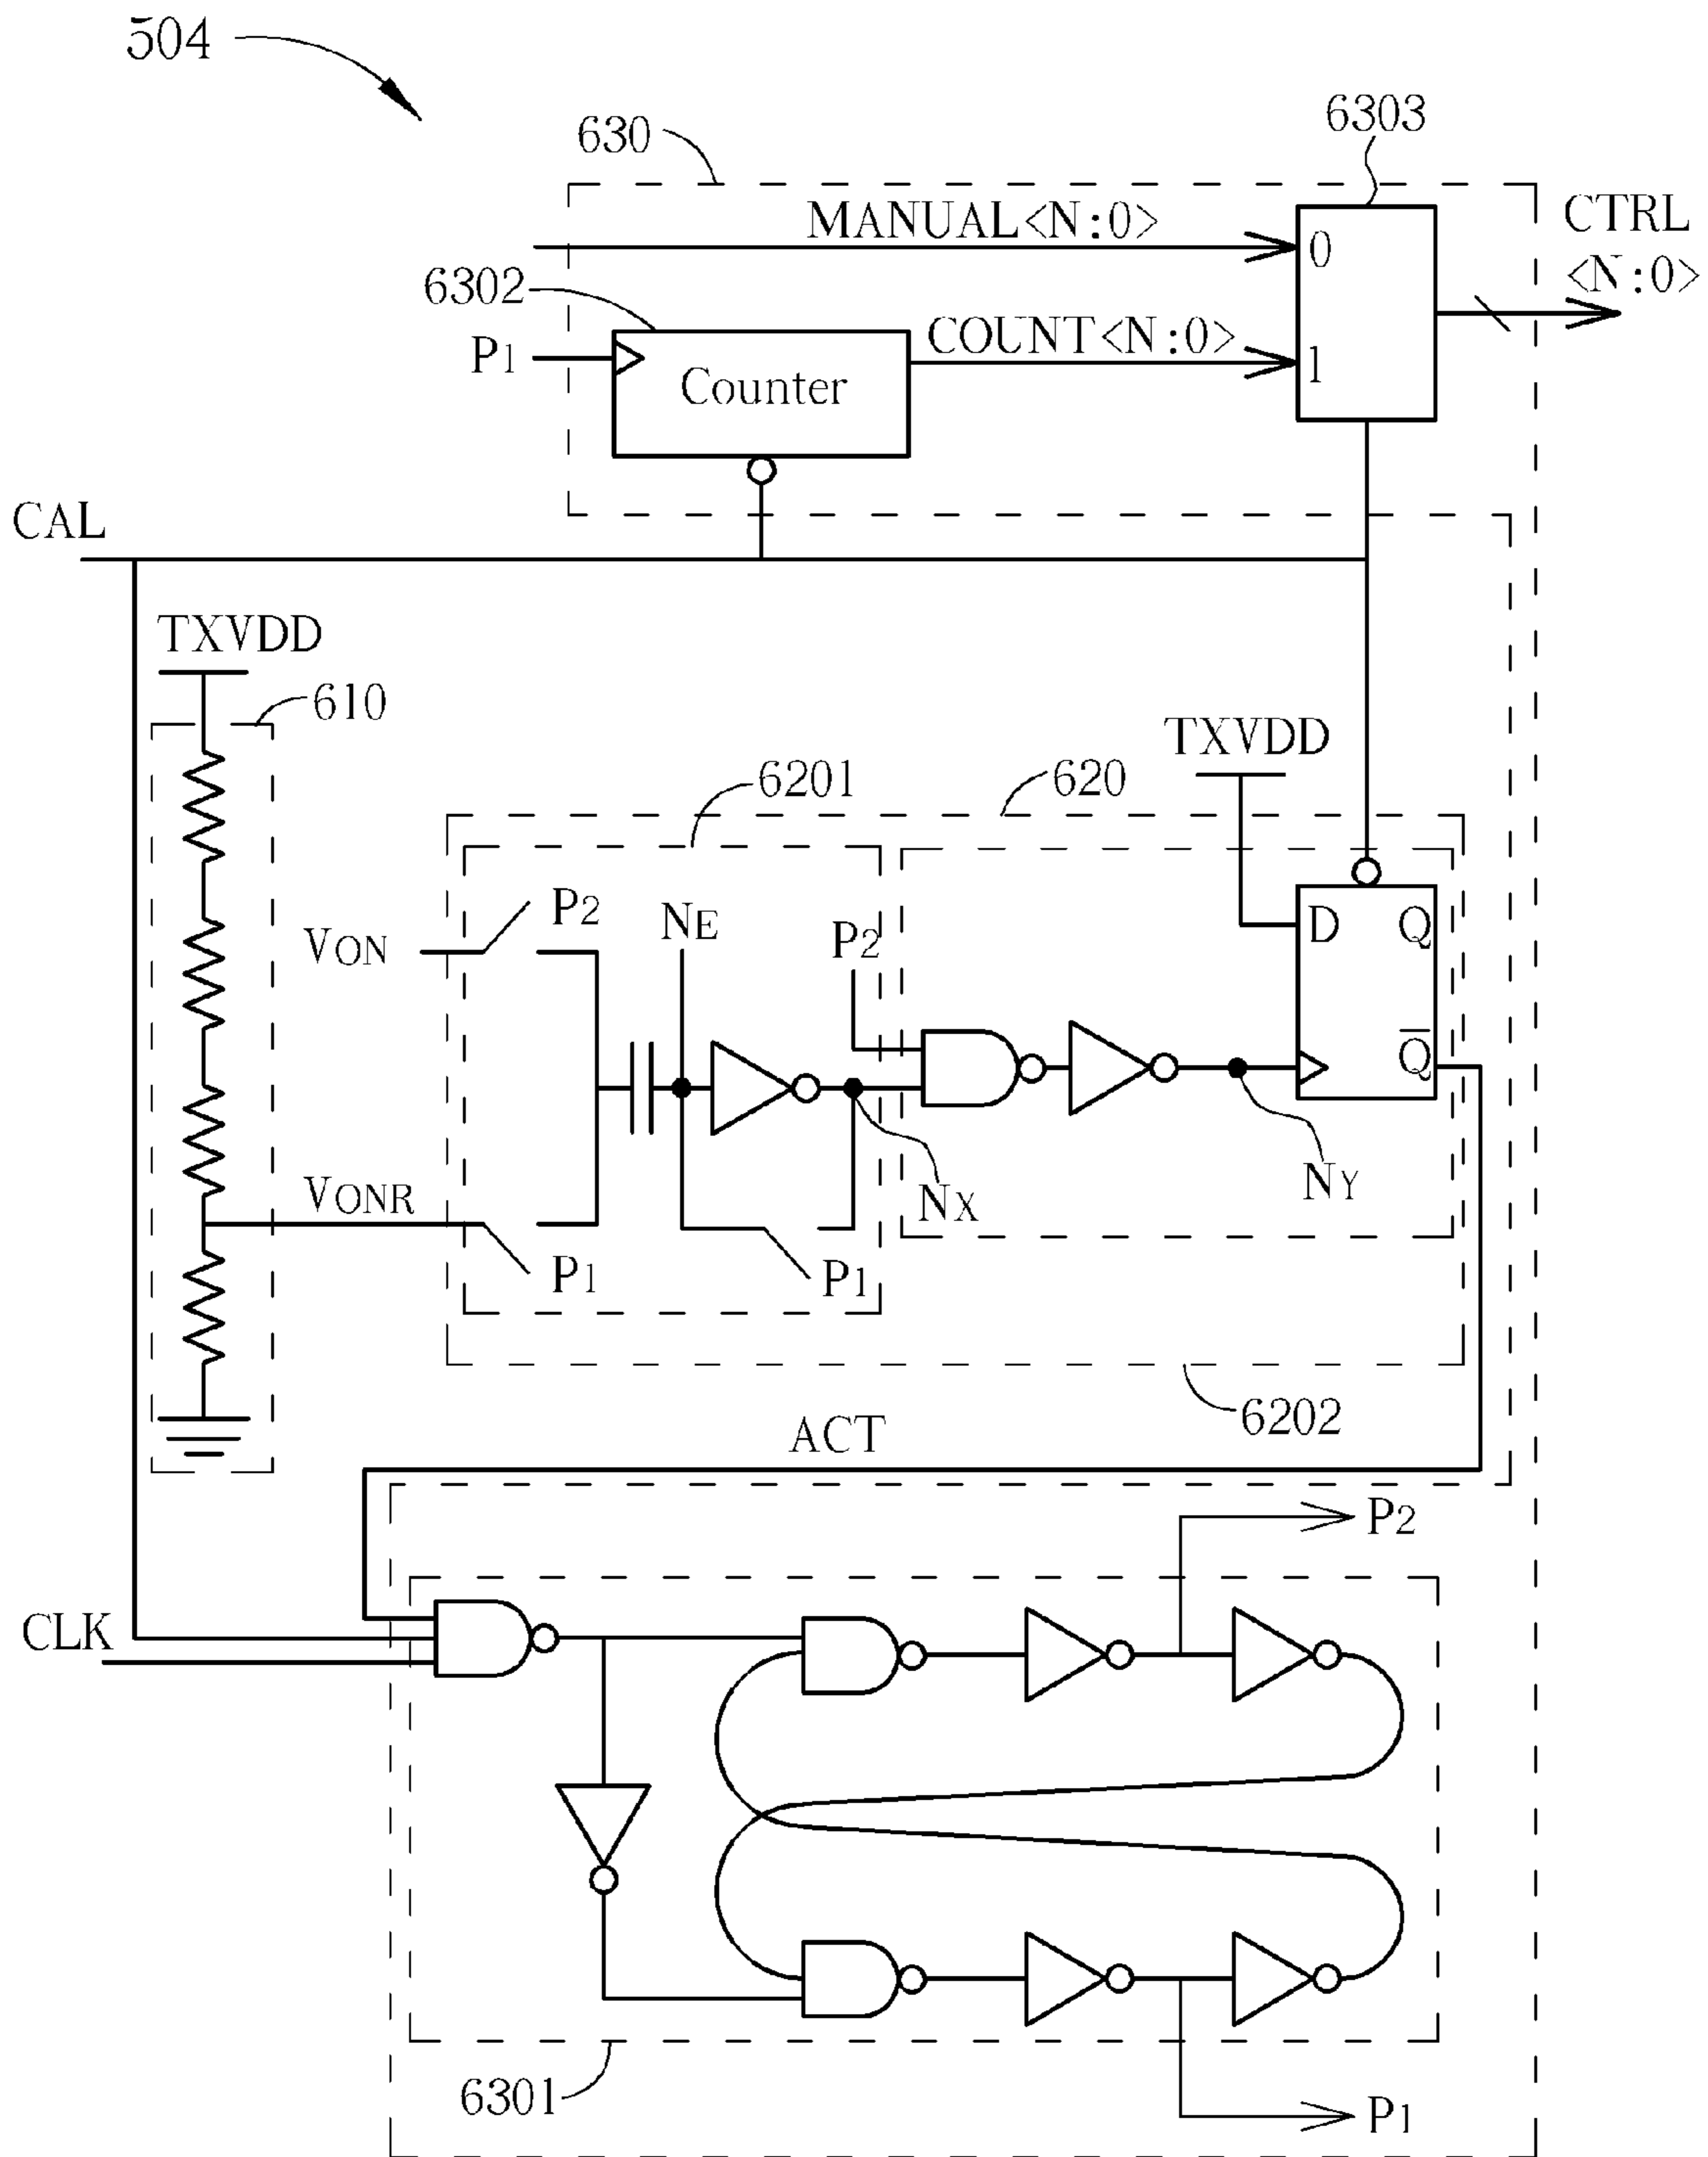 504
630
6303
MANUAL<N:0>
0
CTRL
<N:0>
6302
P1
Counter
COUNT<N:0>
1
CAL
TXVDD
610
TXVDD
6201
620
VON
P2
NE
P2
D
Q
Q̅
VONR
P1
P1
NX
NY
6202
ACT
P2
CLK
6301
P1